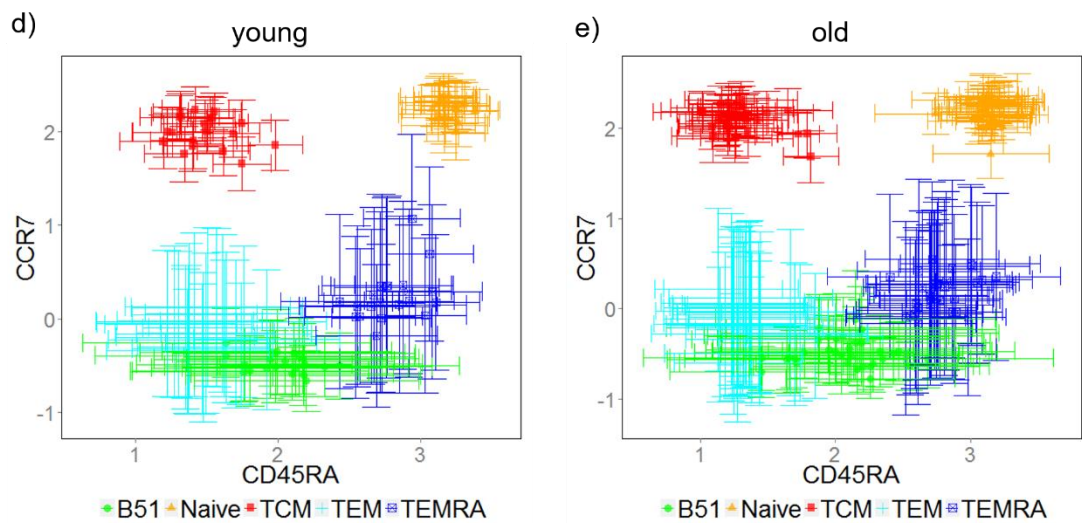 d)
young
CCR7
2
1
0
-1
1 2 3
CD45RA
B51 Naive TCM TEM TEMRA
e)
old
CCR7
2
1
0
-1
1 2 3
CD45RA
B51 Naive TCM TEM TEMRA